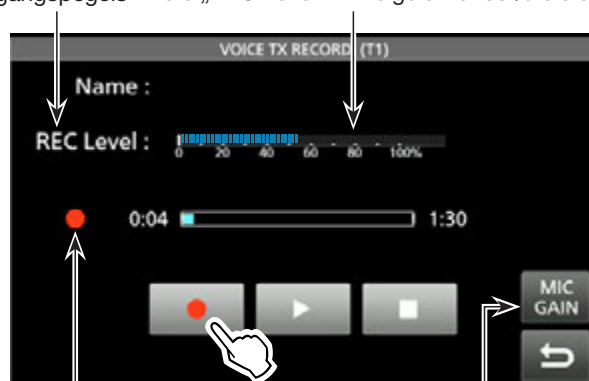 VOICE TX RECORD (T1)
Name :
REC Level :
0 20 40 60 80 100%
0:04 1:30
MIC
GAIN